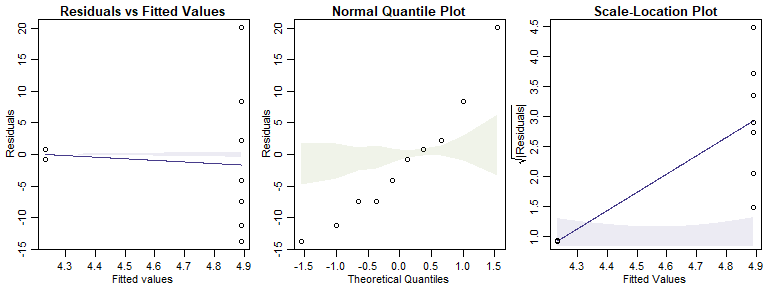 Residuals vs Fitted Values
Residuals
20
15
10
5
0
-5
-10
-15
4.3 4.4 4.5 4.6 4.7 4.8 4.9
Fitted values
Normal Quantile Plot
Residuals
20
15
10
5
0
-5
-10
-15
-1.5 -1.0 -0.5 0.0 0.5 1.0 1.5
Theoretical Quantiles
Scale-Location Plot
√|Residuals|
4.5
4.0
3.5
3.0
2.5
2.0
1.5
1.0
4.3 4.4 4.5 4.6 4.7 4.8 4.9
Fitted Values